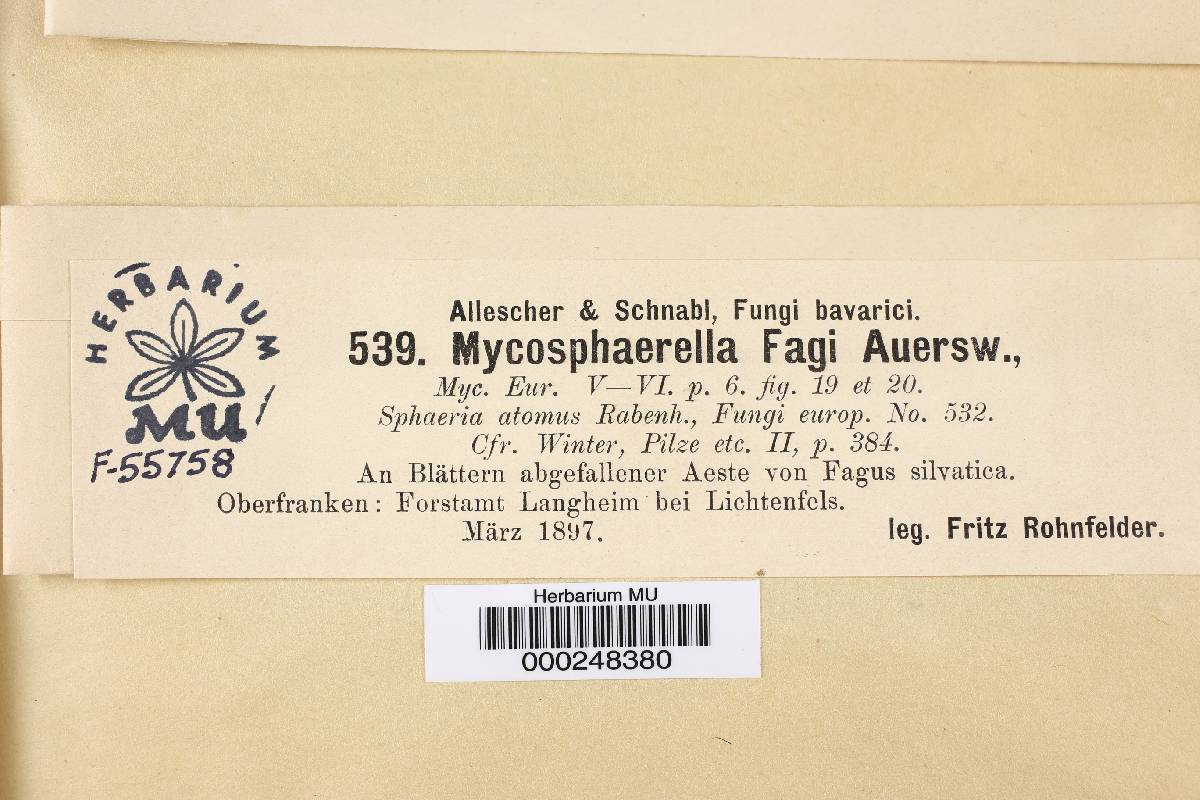 HERBARIUM
MU
F-55758
Allescher & Schnabl, Fungi bavarici.
539. Mycosphaerella Fagi Auersw.,
Myc. Eur. V—VI. p. 6. fig. 19 et 20.
Sphaeria atomus Rabenh., Fungi europ. No. 532.
Cfr. Winter, Pilze etc. II, p. 384.
An Blättern abgefallener Aeste von Fagus silvatica.
Oberfranken: Forstamt Langheim bei Lichtenfels.
März 1897.
leg. Fritz Rohnfelder.
Herbarium MU
000248380